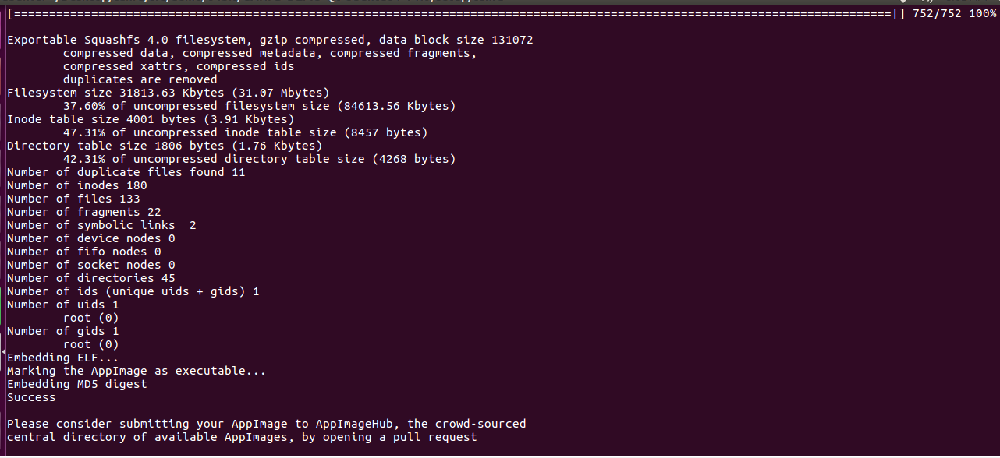 [=============================================================================================================================|] 752/752 100%
Exportable Squashfs 4.0 filesystem, gzip compressed, data block size 131072
compressed data, compressed metadata, compressed fragments,
compressed xattrs, compressed ids
duplicates are removed
Filesystem size 31813.63 Kbytes (31.07 Mbytes)
37.60% of uncompressed filesystem size (84613.56 Kbytes)
Inode table size 4001 bytes (3.91 Kbytes)
47.31% of uncompressed inode table size (8457 bytes)
Directory table size 1806 bytes (1.76 Kbytes)
42.31% of uncompressed directory table size (4268 bytes)
Number of duplicate files found 11
Number of inodes 180
Number of files 133
Number of fragments 22
Number of symbolic links  2
Number of device nodes 0
Number of fifo nodes 0
Number of socket nodes 0
Number of directories 45
Number of ids (unique uids + gids) 1
Number of uids 1
root (0)
Number of gids 1
root (0)
Embedding ELF...
Marking the AppImage as executable...
Embedding MD5 digest
Success
Please consider submitting your AppImage to AppImageHub, the crowd-sourced
central directory of available AppImages, by opening a pull request